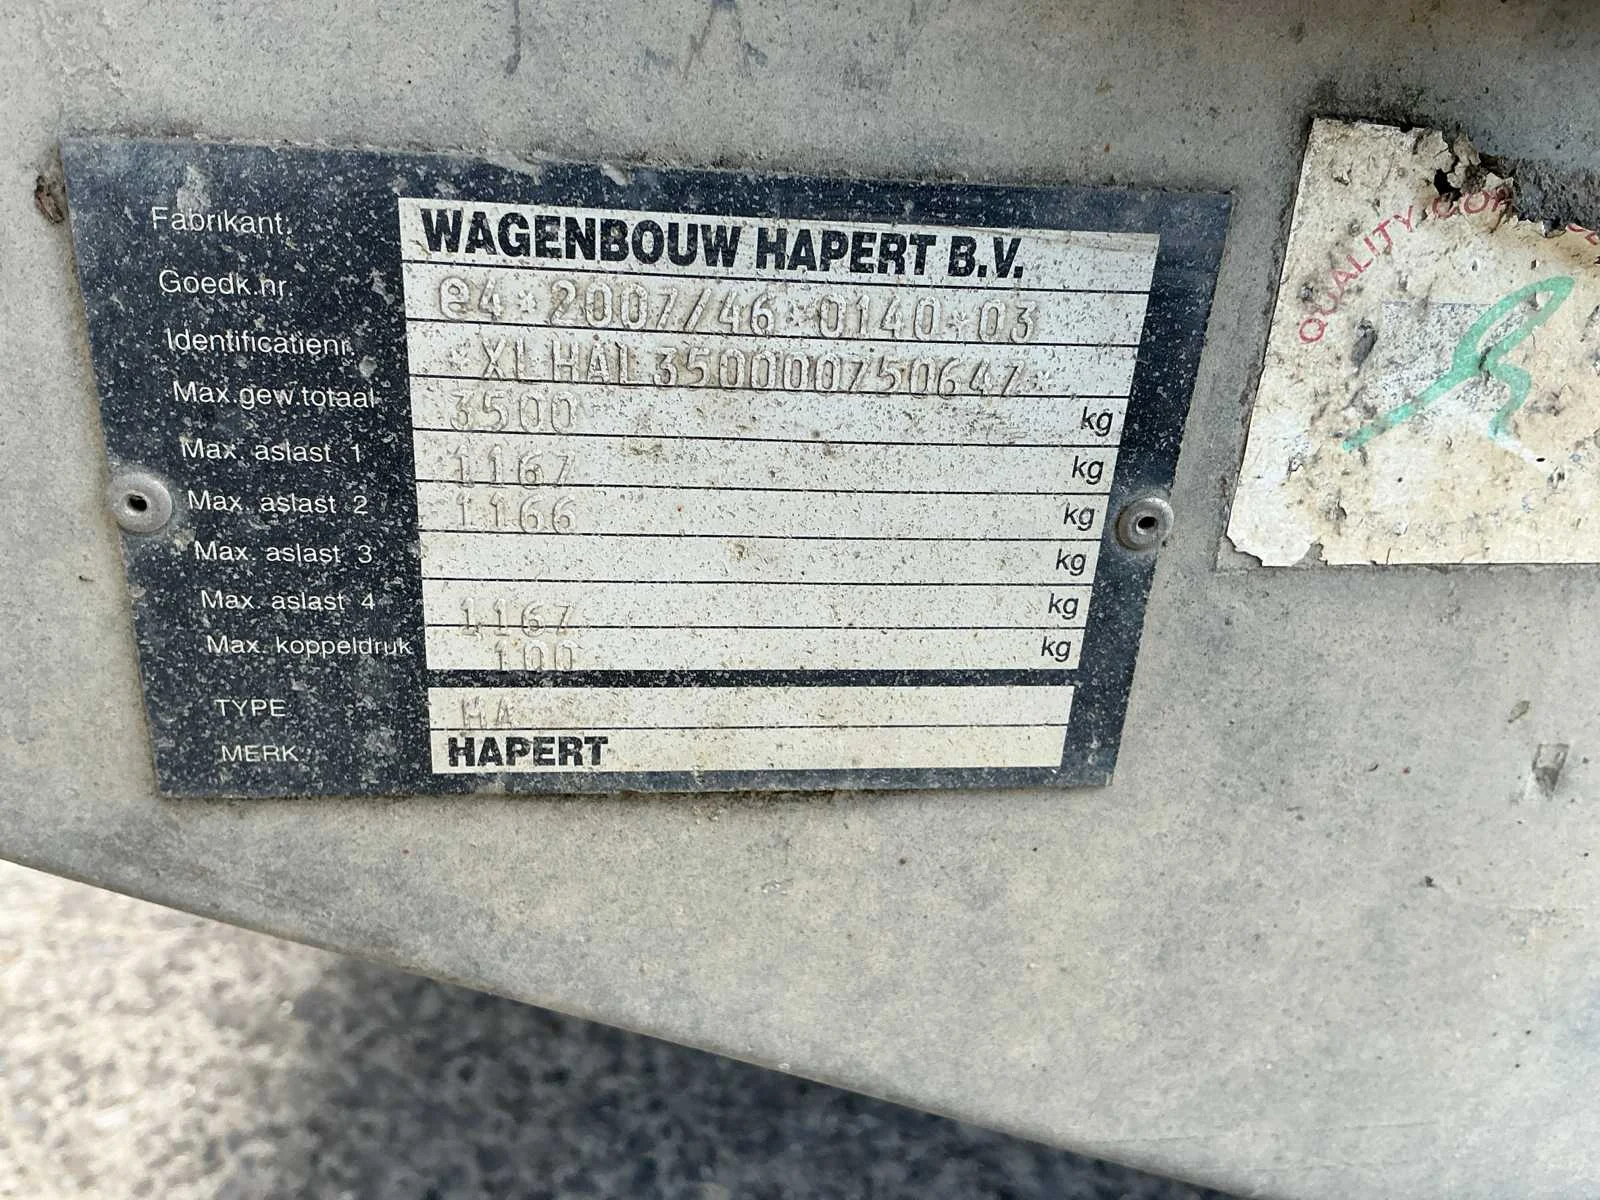 Fabrikant: WAGENBOUW HAPERT B.V.
Goedk.nr. e4*2007/46*0140*03
Identificatienr. *XLHAL350000750647*
Max.gew.totaal 3500 kg
Max. aslast 1 1167 kg
Max. aslast 2 1166 kg
Max. aslast 3 kg
Max. aslast 4 1167 kg
Max. koppeldruk 100 kg
TYPE HA
MERK HAPERT
QUALITY